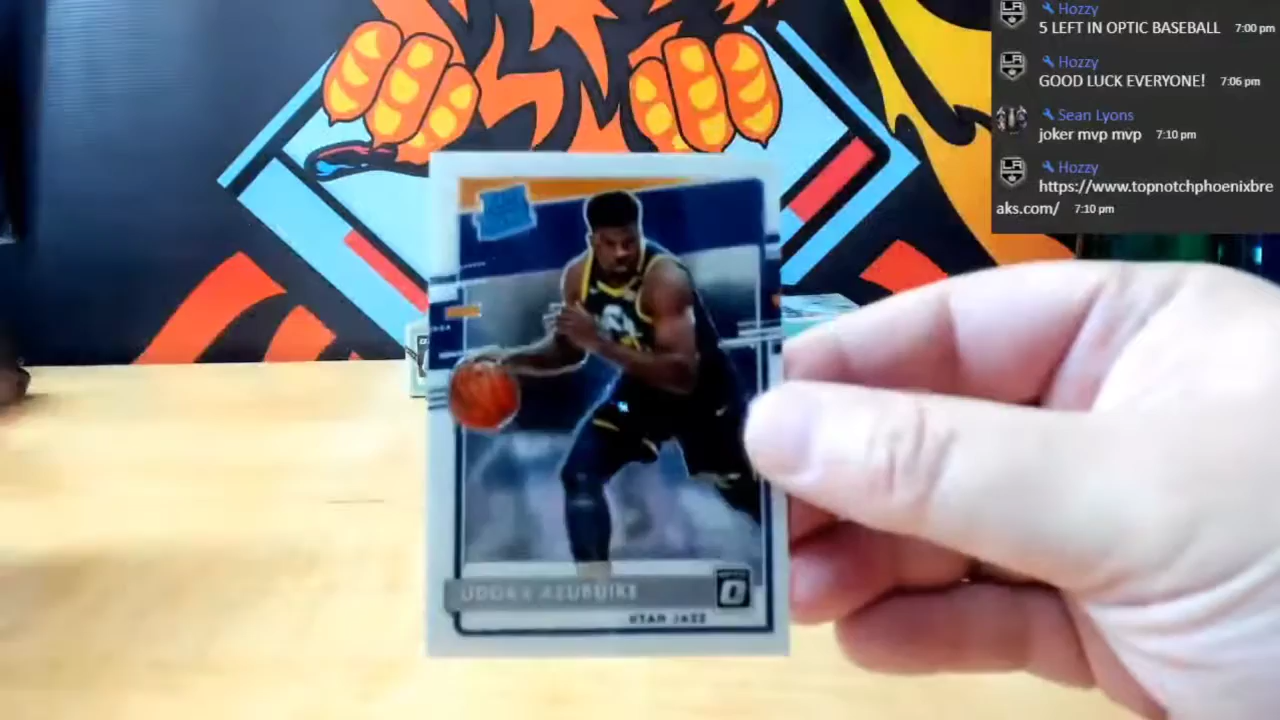 Hozzy
5 LEFT IN OPTIC BASEBALL 7:00 pm
Hozzy
GOOD LUCK EVERYONE! 7:06 pm
Sean Lyons
joker mvp mvp 7:10 pm
Hozzy
https://www.topnotchphoenixbre
aks.com/ 7:10 pm
UDOKA AZUBUIKE
UTAH JAZZ